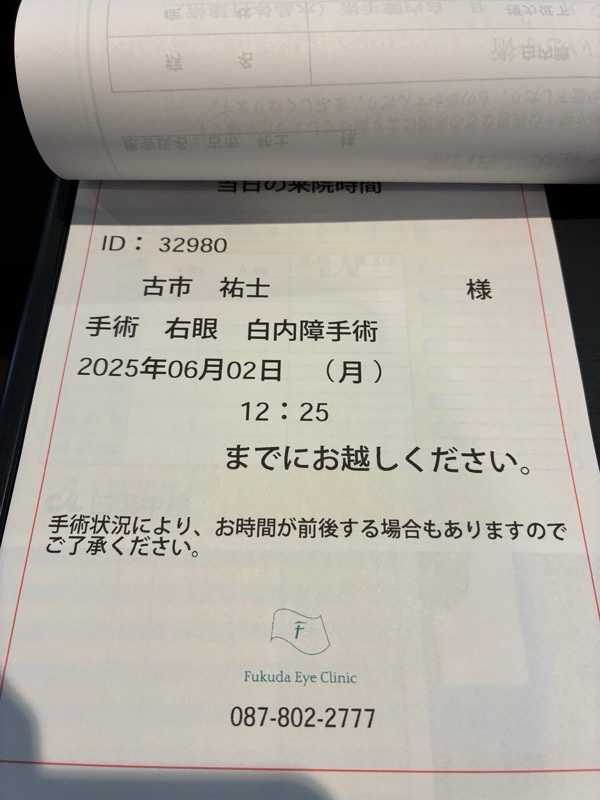 当日の来院時間
ID： 32980
古市　祐士　　　　　　　様
手術　右眼　白内障手術
2025年06月02日　（月）
12：25
までにお越しください。
手術状況により、お時間が前後する場合もありますので
ご了承ください。
F
Fukuda Eye Clinic
087-802-2777